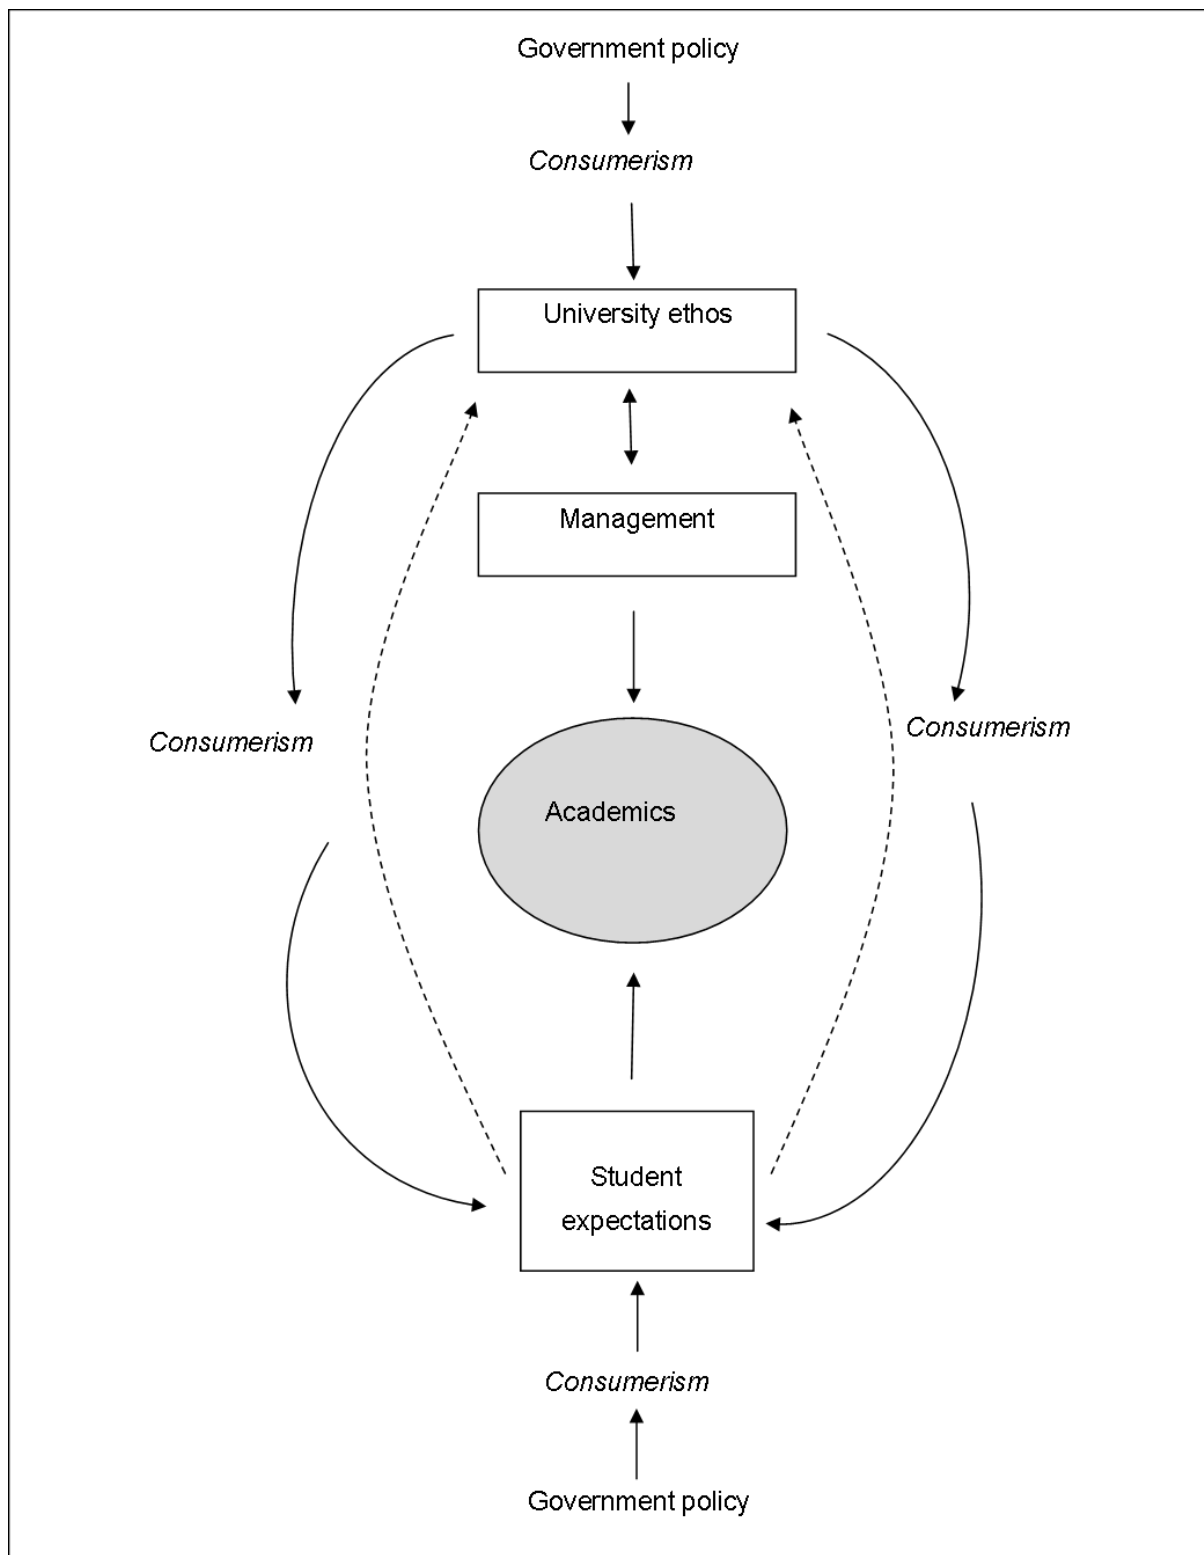 Government policy
Consumerism
University ethos
Management
Consumerism
Consumerism
Academics
Student
expectations
Consumerism
Government policy